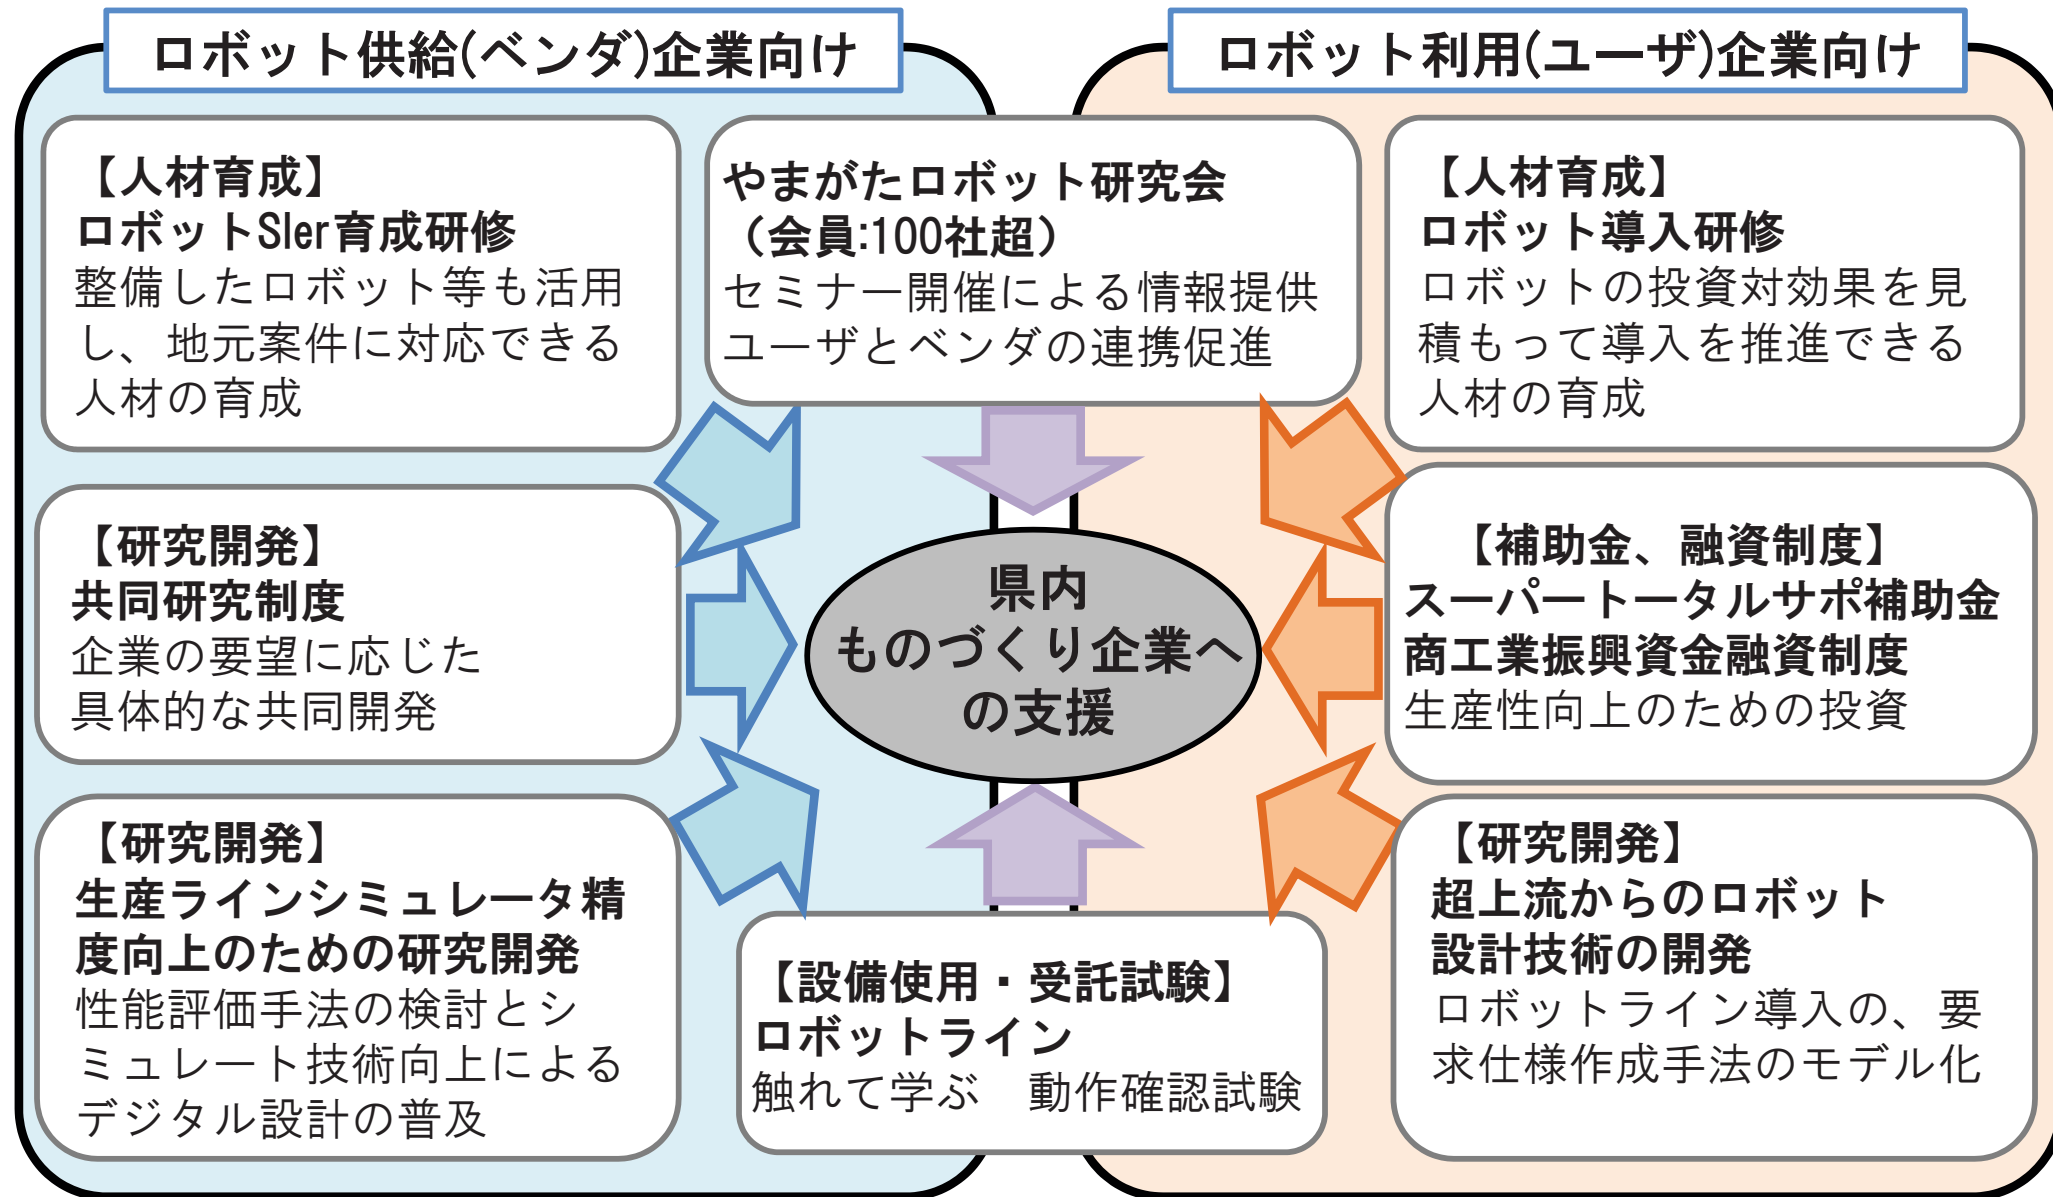 ロボット供給(ベンダ)企業向け
ロボット利用(ユーザ)企業向け
【人材育成】
ロボットSIer育成研修
整備したロボット等も活用
し、地元案件に対応できる
人材の育成
やまがたロボット研究会
（会員:100社超）
セミナー開催による情報提供
ユーザとベンダの連携促進
【人材育成】
ロボット導入研修
ロボットの投資対効果を見
積もって導入を推進できる
人材の育成
【研究開発】
共同研究制度
企業の要望に応じた
具体的な共同開発
県内
ものづくり企業へ
の支援
【補助金、融資制度】
スーパートータルサポ補助金
商工業振興資金融資制度
生産性向上のための投資
【研究開発】
生産ラインシミュレータ精
度向上のための研究開発
性能評価手法の検討とシ
ミュレート技術向上による
デジタル設計の普及
【設備使用・受託試験】
ロボットライン
触れて学ぶ　動作確認試験
【研究開発】
超上流からのロボット
設計技術の開発
ロボットライン導入の、要
求仕様作成手法のモデル化